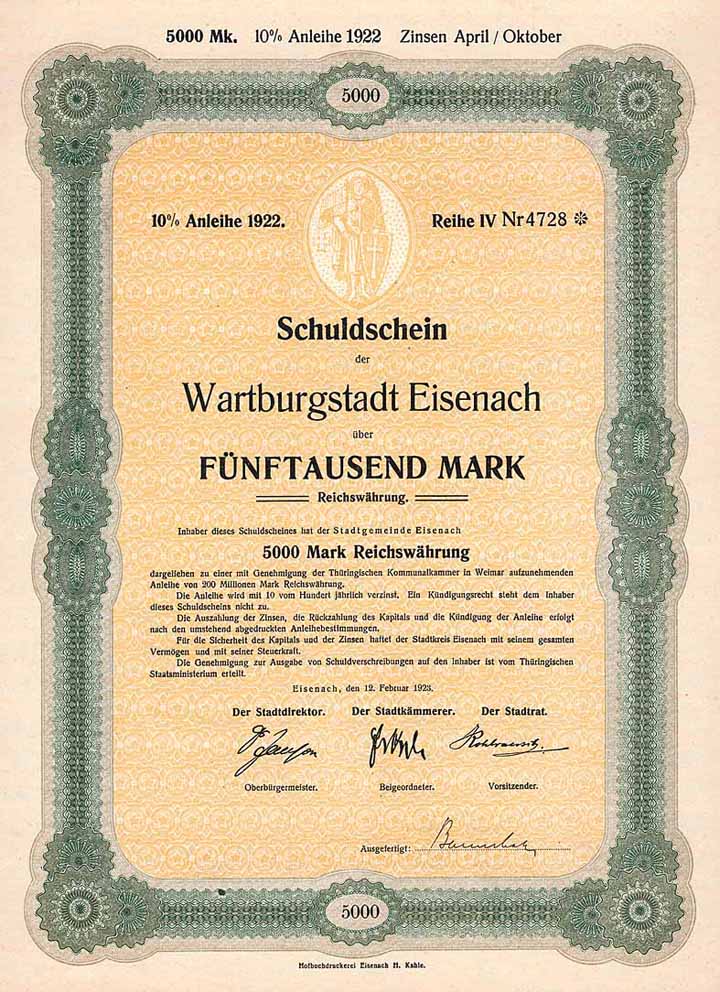 5000 Mk. 10% Anleihe 1922 Zinsen April / Oktober
5000
10% Anleihe 1922. Reihe IV Nr 4728 ❊
Schuldschein
der
Wartburgstadt Eisenach
über
FÜNFTAUSEND MARK
Reichswährung.
Inhaber dieses Schuldscheines hat der Stadtgemeinde Eisenach
5000 Mark Reichswährung
dargeliehen zu einer mit Genehmigung der Thüringischen Kommunalkammer in Weimar aufzunehmenden
Anleihe von 200 Millionen Mark Reichswährung.
Die Anleihe wird mit 10 vom Hundert jährlich verzinst. Ein Kündigungsrecht steht dem Inhaber
dieses Schuldscheins nicht zu.
Die Auszahlung der Zinsen, die Rückzahlung des Kapitals und die Kündigung der Anleihe erfolgt
nach den umstehend abgedruckten Anleihebestimmungen.
Für die Sicherheit des Kapitals und der Zinsen haftet der Stadtkreis Eisenach mit seinem gesamten
Vermögen und mit seiner Steuerkraft.
Die Genehmigung zur Ausgabe von Schuldverschreibungen auf den Inhaber ist vom Thüringischen
Staatsministerium erteilt.
Eisenach, den 12. Februar 1923.
Der Stadtdirektor. Der Stadtkämmerer. Der Stadtrat.
Oberbürgermeister. Beigeordneter. Vorsitzender.
Ausgefertigt:
5000
Hofbuchdruckerei Eisenach H. Kahle.